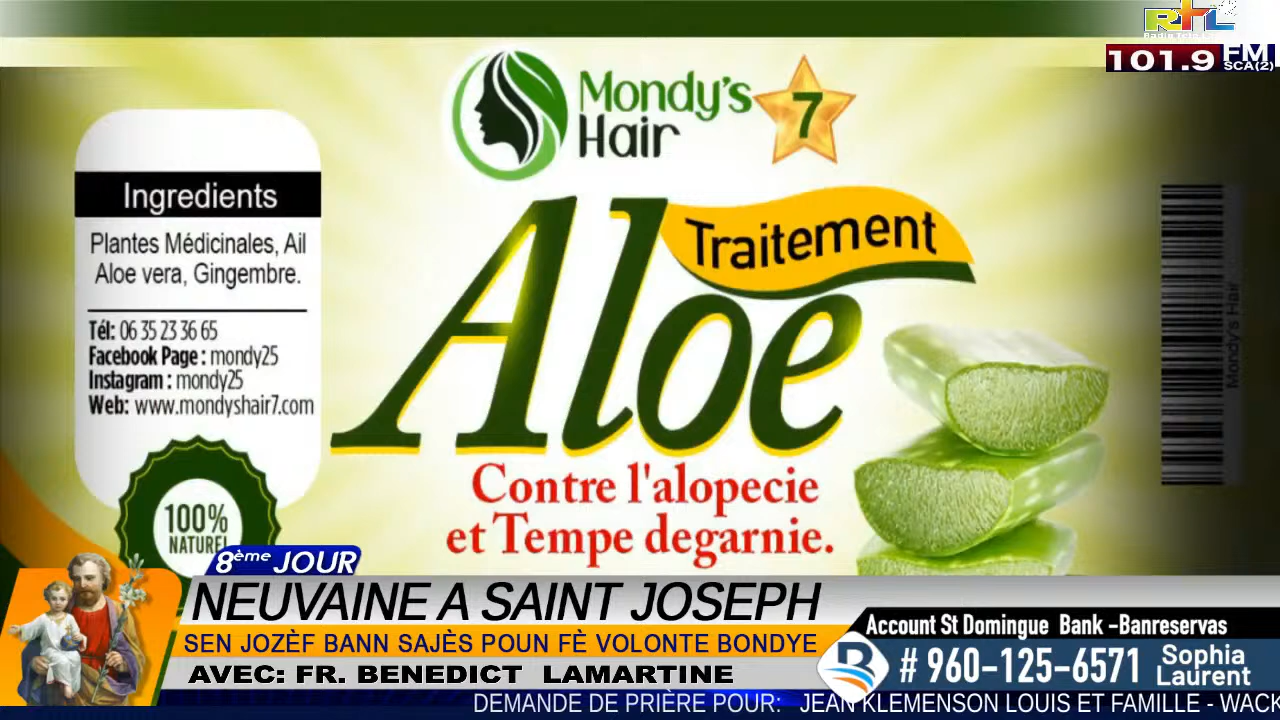 RTL
101.9 FM
SCA(2)
Mondy's
Hair
7
Ingredients
Plantes Médicinales, Ail
Aloe vera, Gingembre.
Tél: 06 35 23 36 65
Facebook Page : mondy25
Instagram : mondy25
Web: www.mondyshair7.com
100%
NATUREL
Traitement
Aloe
Contre l'alopecie
et Tempe degarnie.
Mondy's Hair
8ème JOUR
NEUVAINE A SAINT JOSEPH
SEN JOZÈF BANN SAJÈS POUN FÈ VOLONTE BONDYE
AVEC: FR. BENEDICT LAMARTINE
Account St Domingue Bank -Banreservas
# 960-125-6571
Sophia
Laurent
DEMANDE DE PRIÈRE POUR: JEAN KLEMENSON LOUIS ET FAMILLE - WACK